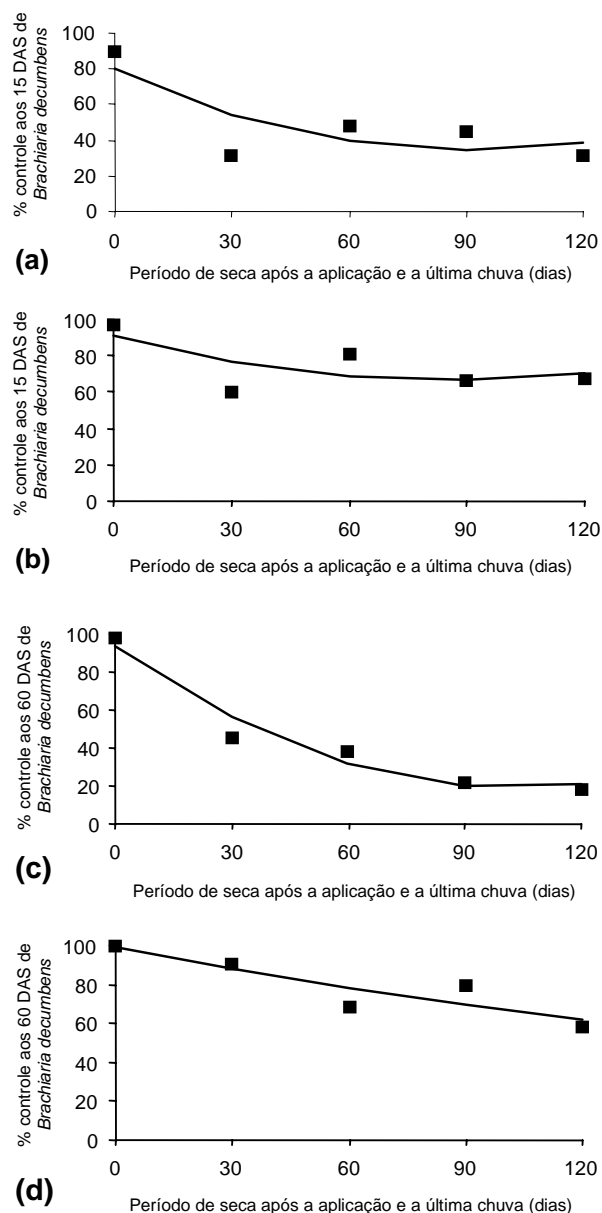 % controle aos 15 DAS de
Brachiaria decumbens
100
80
60
40
20
0
0 30 60 90 120
(a)
Período de seca após a aplicação e a última chuva (dias)
% controle aos 15 DAS de
Brachiaria decumbens
100
80
60
40
20
0
0 30 60 90 120
(b)
Período de seca após a aplicação e a última chuva (dias)
% controle aos 60 DAS de
Brachiaria decumbens
100
80
60
40
20
0
0 30 60 90 120
(c)
Período de seca após a aplicação e a última chuva (dias)
% controle aos 60 DAS de
Brachiaria decumbens
100
80
60
40
20
0
0 30 60 90 120
(d)
Período de seca após a aplicação e a última chuva (dias)